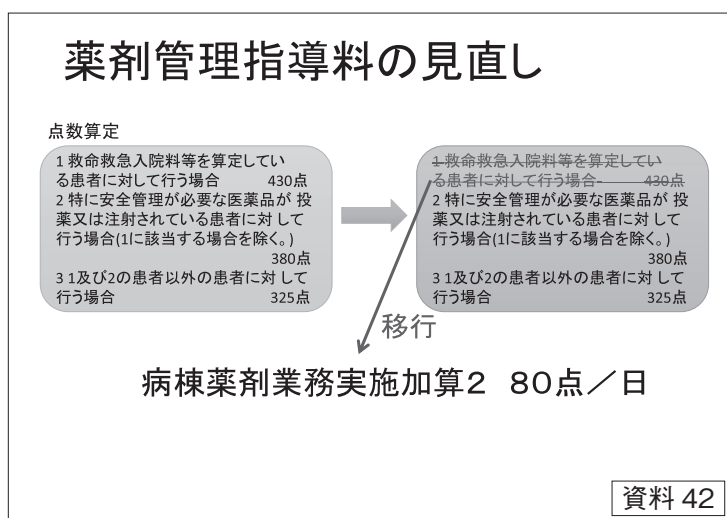 薬剤管理指導料の見直し
点数算定
1 救命救急入院料等を算定してい
る患者に対して行う場合 430点
2 特に安全管理が必要な医薬品が 投
薬又は注射されている患者に対 して
行う場合(1に該当する場合を除く。)
380点
3 1及び2の患者以外の患者に対 して
行う場合 325点
1 救命救急入院料等を算定してい
る患者に対して行う場合 430点
2 特に安全管理が必要な医薬品が 投
薬又は注射されている患者に対 して
行う場合(1に該当する場合を除く。)
380点
3 1及び2の患者以外の患者に対 して
行う場合 325点
移行
病棟薬剤業務実施加算2 80点／日
資料 42